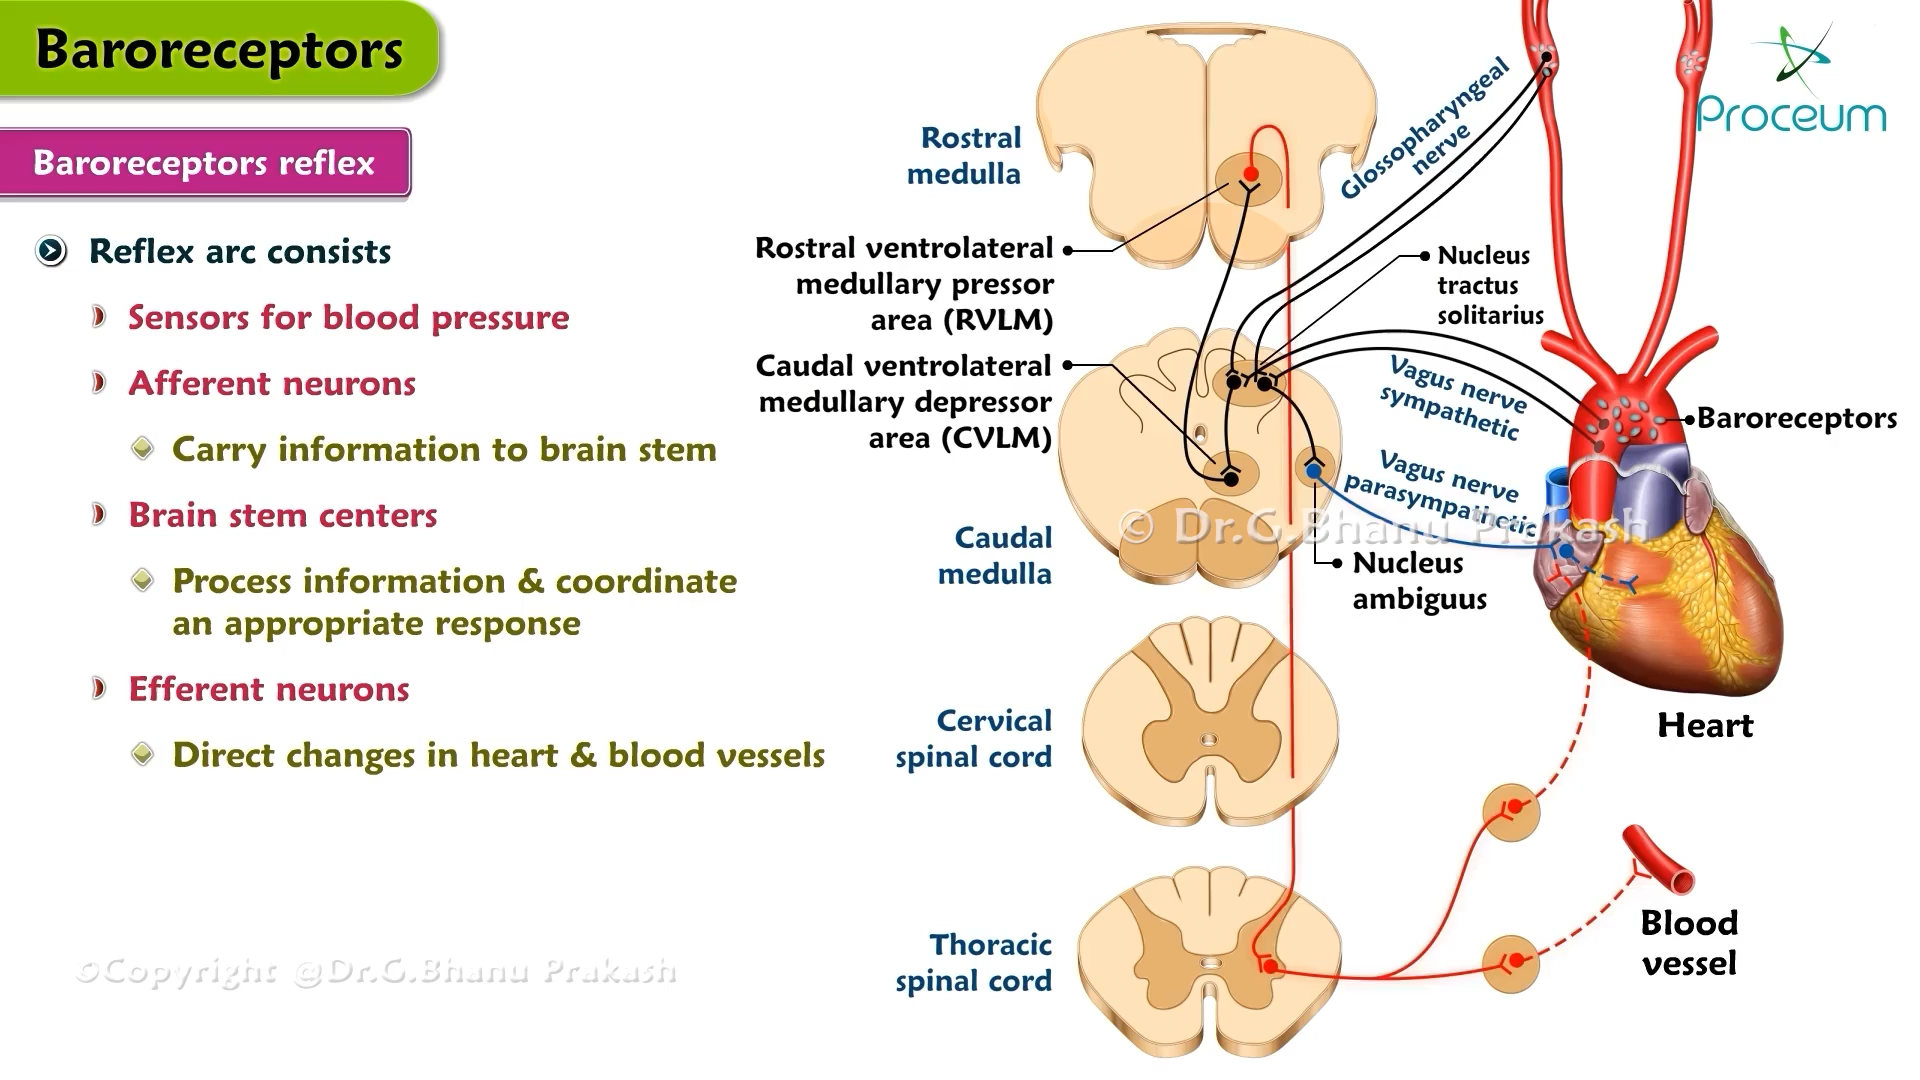 Baroreceptors
Baroreceptors reflex
Reflex arc consists
Sensors for blood pressure
Afferent neurons
Carry information to brain stem
Brain stem centers
Process information & coordinate
an appropriate response
Efferent neurons
Direct changes in heart & blood vessels
©Copyright @Dr.G.Bhanu Prakash
Rostral
medulla
Rostral ventrolateral
medullary pressor
area (RVLM)
Caudal ventrolateral
medullary depressor
area (CVLM)
Caudal
medulla
Cervical
spinal cord
Thoracic
spinal cord
Glossopharyngeal
nerve
Nucleus
tractus
solitarius
Vagus nerve
sympathetic
Vagus nerve
parasympathetic
© Dr.G.Bhanu Prakash
Nucleus
ambiguus
Proceum
Baroreceptors
Heart
Blood
vessel